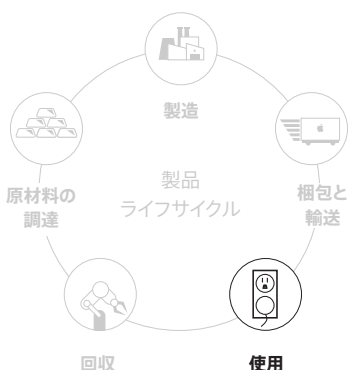 製造
原材料の
調達
製品
ライフサイクル
梱包と
輸送
回収
使用